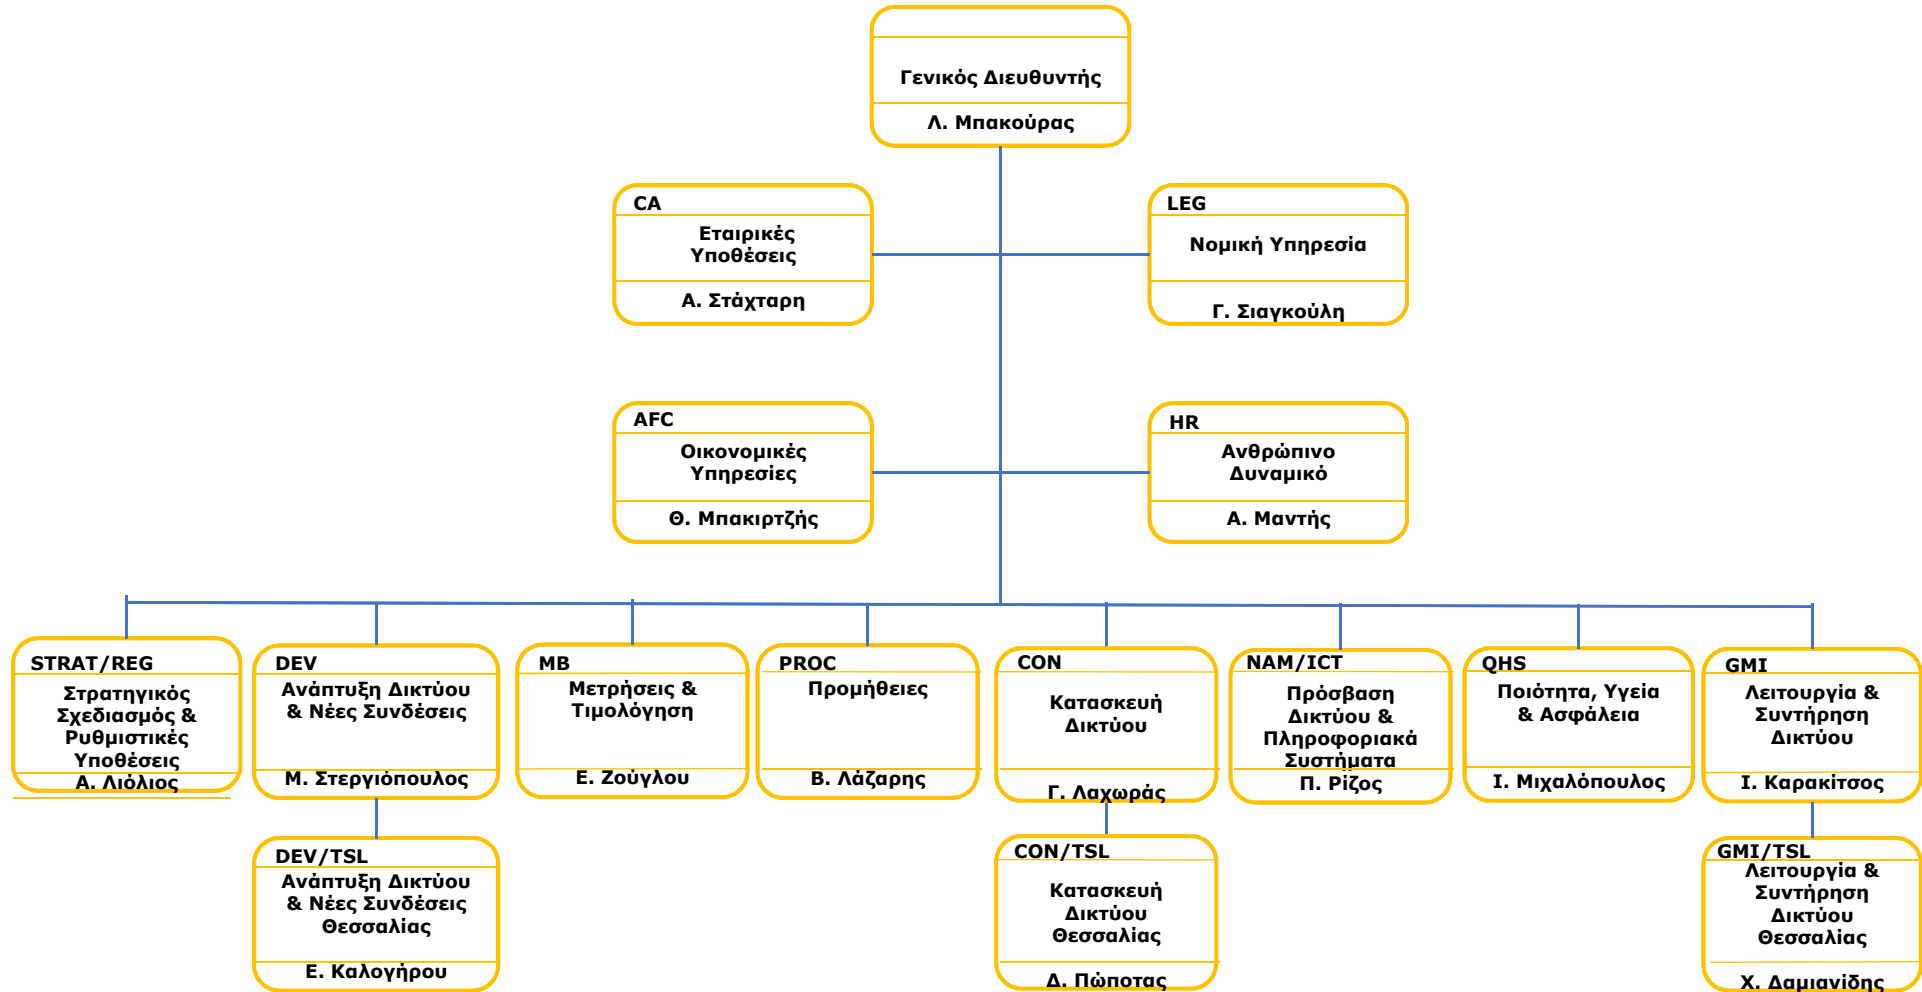 Γενικός Διευθυντής
Λ. Μπακούρας
CA
Εταιρικές
Υποθέσεις
Α. Στάχταρη
LEG
Νομική Υπηρεσία
Γ. Σιαγκούλη
AFC
Οικονομικές
Υπηρεσίες
Θ. Μπακιρτζής
HR
Ανθρώπινο
Δυναμικό
Α. Μαντής
STRAT/REG
Στρατηγικός
Σχεδιασμός &
Ρυθμιστικές
Υποθέσεις
Α. Λιόλιος
DEV
Ανάπτυξη Δικτύου
& Νέες Συνδέσεις
Μ. Στεργιόπουλος
MB
Μετρήσεις &
Τιμολόγηση
Ε. Ζούγλου
PROC
Προμήθειες
Β. Λάζαρης
CON
Κατασκευή
Δικτύου
Γ. Λαχωράς
NAM/ICT
Πρόσβαση
Δικτύου &
Πληροφοριακά
Συστήματα
Π. Ρίζος
QHS
Ποιότητα, Υγεία
& Ασφάλεια
Ι. Μιχαλόπουλος
GMI
Λειτουργία &
Συντήρηση
Δικτύου
Ι. Καρακίτσος
DEV/TSL
Ανάπτυξη Δικτύου
& Νέες Συνδέσεις
Θεσσαλίας
Ε. Καλογήρου
CON/TSL
Κατασκευή
Δικτύου
Θεσσαλίας
Δ. Πώποτας
GMI/TSL
Λειτουργία &
Συντήρηση
Δικτύου
Θεσσαλίας
Χ. Δαμιανίδης